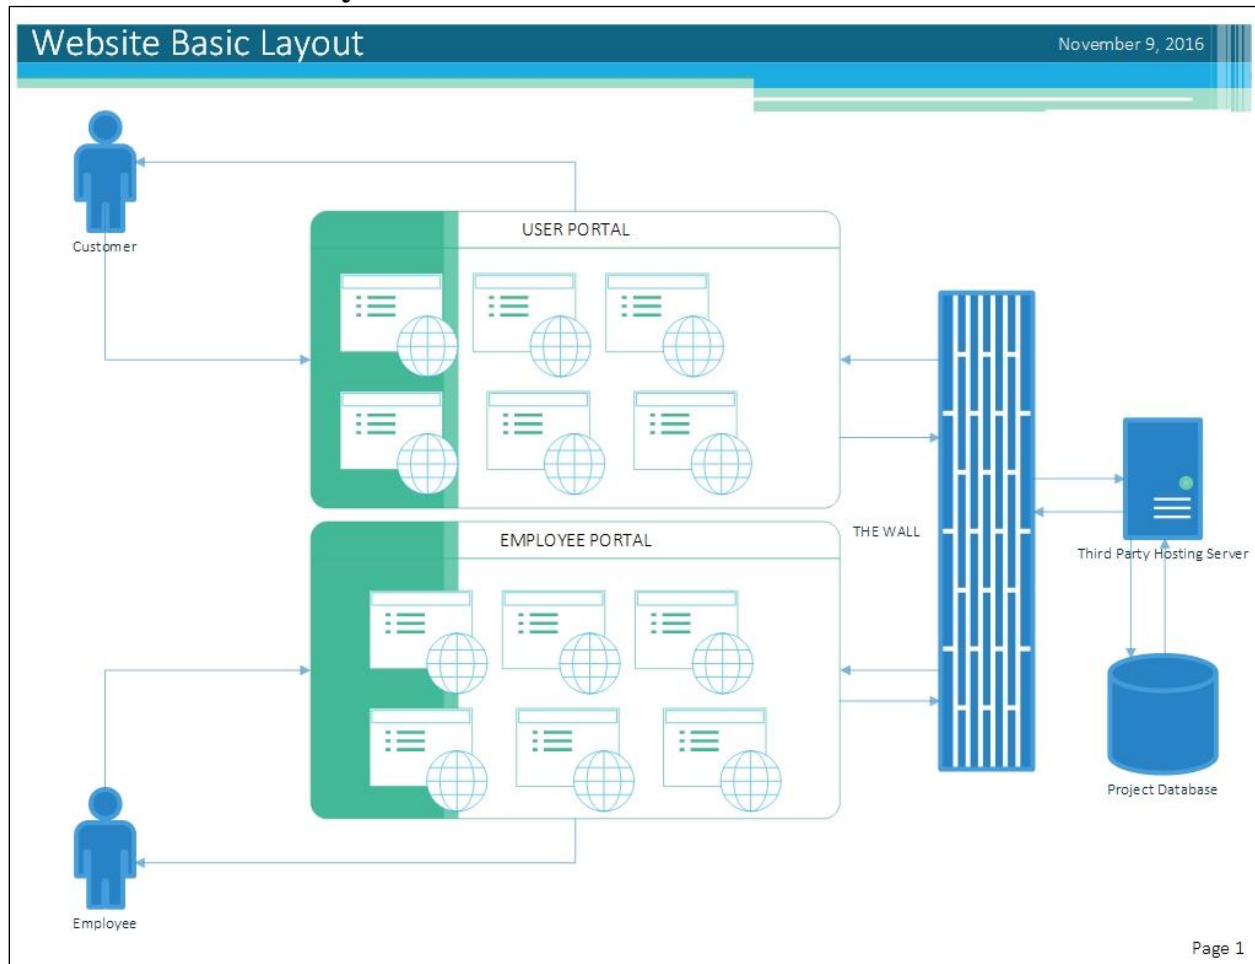 Website Basic Layout
November 9, 2016
Customer
USER PORTAL
THE WALL
EMPLOYEE PORTAL
Third Party Hosting Server
Project Database
Employee
Page 1